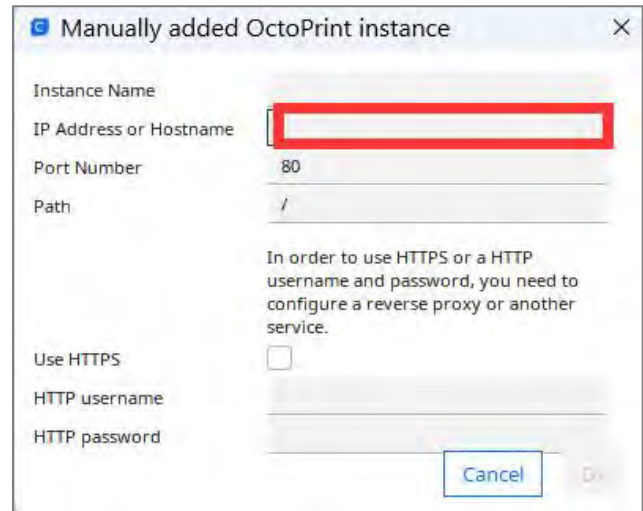 Manually added OctoPrint instance
Instance Name
IP Address or Hostname
Port Number 80
Path /
In order to use HTTPS or a HTTP
username and password, you need to
configure a reverse proxy or another
service.
Use HTTPS
HTTP username
HTTP password
Cancel